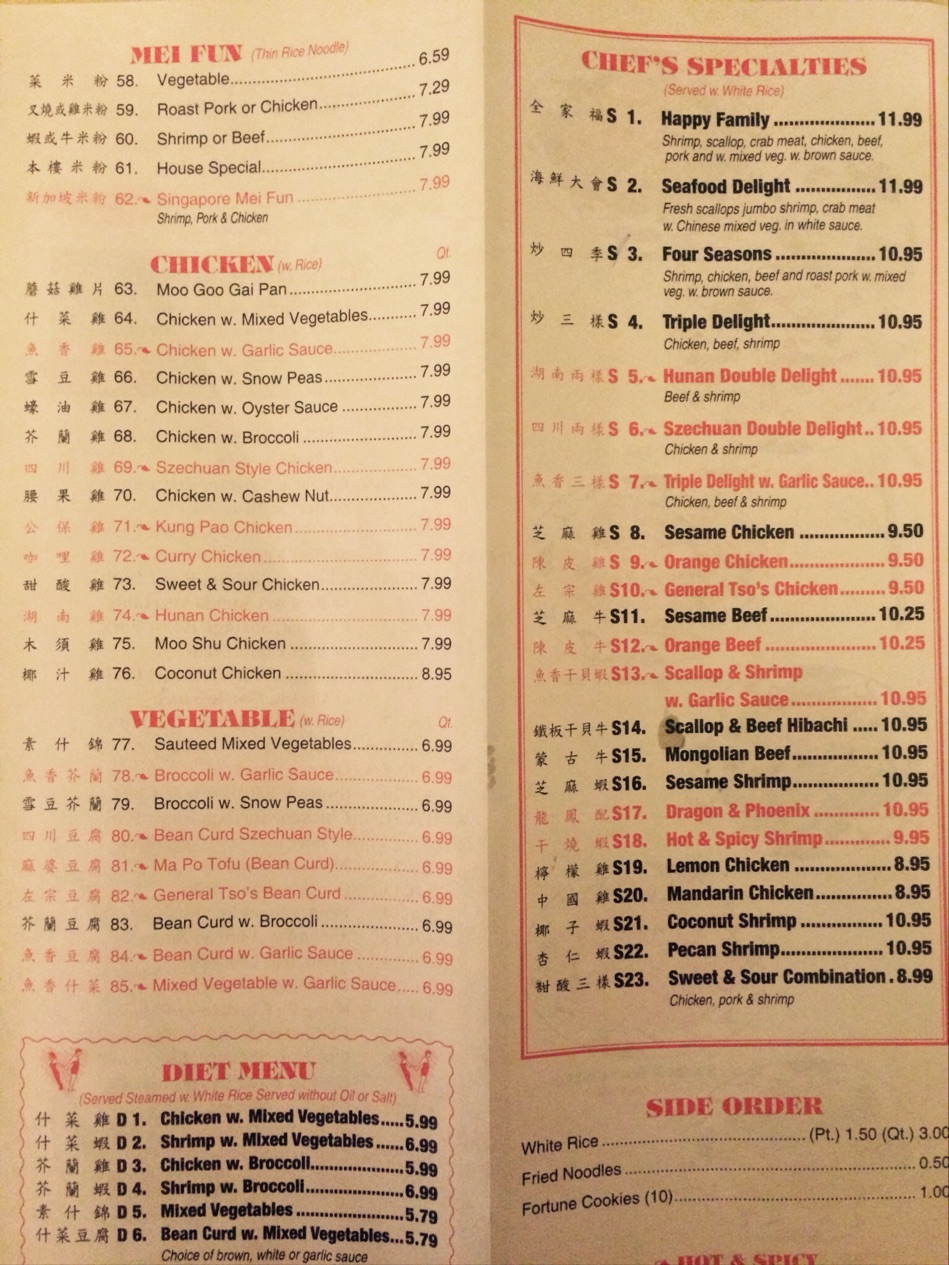 MEI FUN (Thin Rice Noodle)
菜米粉 58. Vegetable 6.59
叉燒或雞米粉 59. Roast Pork or Chicken 7.29
蝦或牛米粉 60. Shrimp or Beef 7.99
本樓米粉 61. House Special 7.99
新加坡米粉 62. Singapore Mei Fun 7.99
Shrimp, Pork & Chicken
CHICKEN (w. Rice) Qt.
蘑菇雞片 63. Moo Goo Gai Pan 7.99
什菜雞 64. Chicken w. Mixed Vegetables 7.99
魚香雞 65. Chicken w. Garlic Sauce 7.99
雪豆雞 66. Chicken w. Snow Peas 7.99
蠔油雞 67. Chicken w. Oyster Sauce 7.99
芥蘭雞 68. Chicken w. Broccoli 7.99
四川雞 69. Szechuan Style Chicken 7.99
腰果雞 70. Chicken w. Cashew Nut 7.99
公保雞 71. Kung Pao Chicken 7.99
咖哩雞 72. Curry Chicken 7.99
甜酸雞 73. Sweet & Sour Chicken 7.99
湖南雞 74. Hunan Chicken 7.99
木須雞 75. Moo Shu Chicken 7.99
椰汁雞 76. Coconut Chicken 8.95
VEGETABLE (w. Rice) Qt.
素什錦 77. Sauteed Mixed Vegetables 6.99
魚香芥蘭 78. Broccoli w. Garlic Sauce 6.99
雪豆芥蘭 79. Broccoli w. Snow Peas 6.99
四川豆腐 80. Bean Curd Szechuan Style 6.99
麻婆豆腐 81. Ma Po Tofu (Bean Curd) 6.99
左宗豆腐 82. General Tso's Bean Curd 6.99
芥蘭豆腐 83. Bean Curd w. Broccoli 6.99
魚香豆腐 84. Bean Curd w. Garlic Sauce 6.99
魚香什菜 85. Mixed Vegetable w. Garlic Sauce 6.99
DIET MENU
(Served Steamed w. White Rice Served without Oil or Salt)
什菜雞 D 1. Chicken w. Mixed Vegetables 5.99
什菜蝦 D 2. Shrimp w. Mixed Vegetables 6.99
芥蘭雞 D 3. Chicken w. Broccoli 5.99
芥蘭蝦 D 4. Shrimp w. Broccoli 6.99
素什錦 D 5. Mixed Vegetables 5.79
什菜豆腐 D 6. Bean Curd w. Mixed Vegetables 5.79
Choice of brown, white or garlic sauce
CHEF'S SPECIALTIES
(Served w. White Rice)
全家福 S 1. Happy Family 11.99
Shrimp, scallop, crab meat, chicken, beef,
pork and w. mixed veg. w. brown sauce.
海鮮大會 S 2. Seafood Delight 11.99
Fresh scallops jumbo shrimp, crab meat
w. Chinese mixed veg. in white sauce.
炒四季 S 3. Four Seasons 10.95
Shrimp, chicken, beef and roast pork w. mixed
veg. w. brown sauce.
炒三樣 S 4. Triple Delight 10.95
Chicken, beef, shrimp
湖南兩樣 S 5. Hunan Double Delight 10.95
Beef & shrimp
四川兩樣 S 6. Szechuan Double Delight 10.95
Chicken & shrimp
魚香三樣 S 7. Triple Delight w. Garlic Sauce 10.95
Chicken, beef & shrimp
芝麻雞 S 8. Sesame Chicken 9.50
陳皮雞 S 9. Orange Chicken 9.50
左宗雞 S10. General Tso's Chicken 9.50
芝麻牛 S11. Sesame Beef 10.25
陳皮牛 S12. Orange Beef 10.25
魚香干貝蝦 S13. Scallop & Shrimp
w. Garlic Sauce 10.95
鐵板干貝牛 S14. Scallop & Beef Hibachi 10.95
蒙古牛 S15. Mongolian Beef 10.95
芝麻蝦 S16. Sesame Shrimp 10.95
龍鳳配 S17. Dragon & Phoenix 10.95
干燒蝦 S18. Hot & Spicy Shrimp 9.95
檸檬雞 S19. Lemon Chicken 8.95
中國雞 S20. Mandarin Chicken 8.95
椰子蝦 S21. Coconut Shrimp 10.95
杏仁蝦 S22. Pecan Shrimp 10.95
甜酸三樣 S23. Sweet & Sour Combination 8.99
Chicken, pork & shrimp
SIDE ORDER
White Rice (Pt.) 1.50 (Qt.) 3.00
Fried Noodles 0.50
Fortune Cookies (10) 1.00
HOT & SPICY